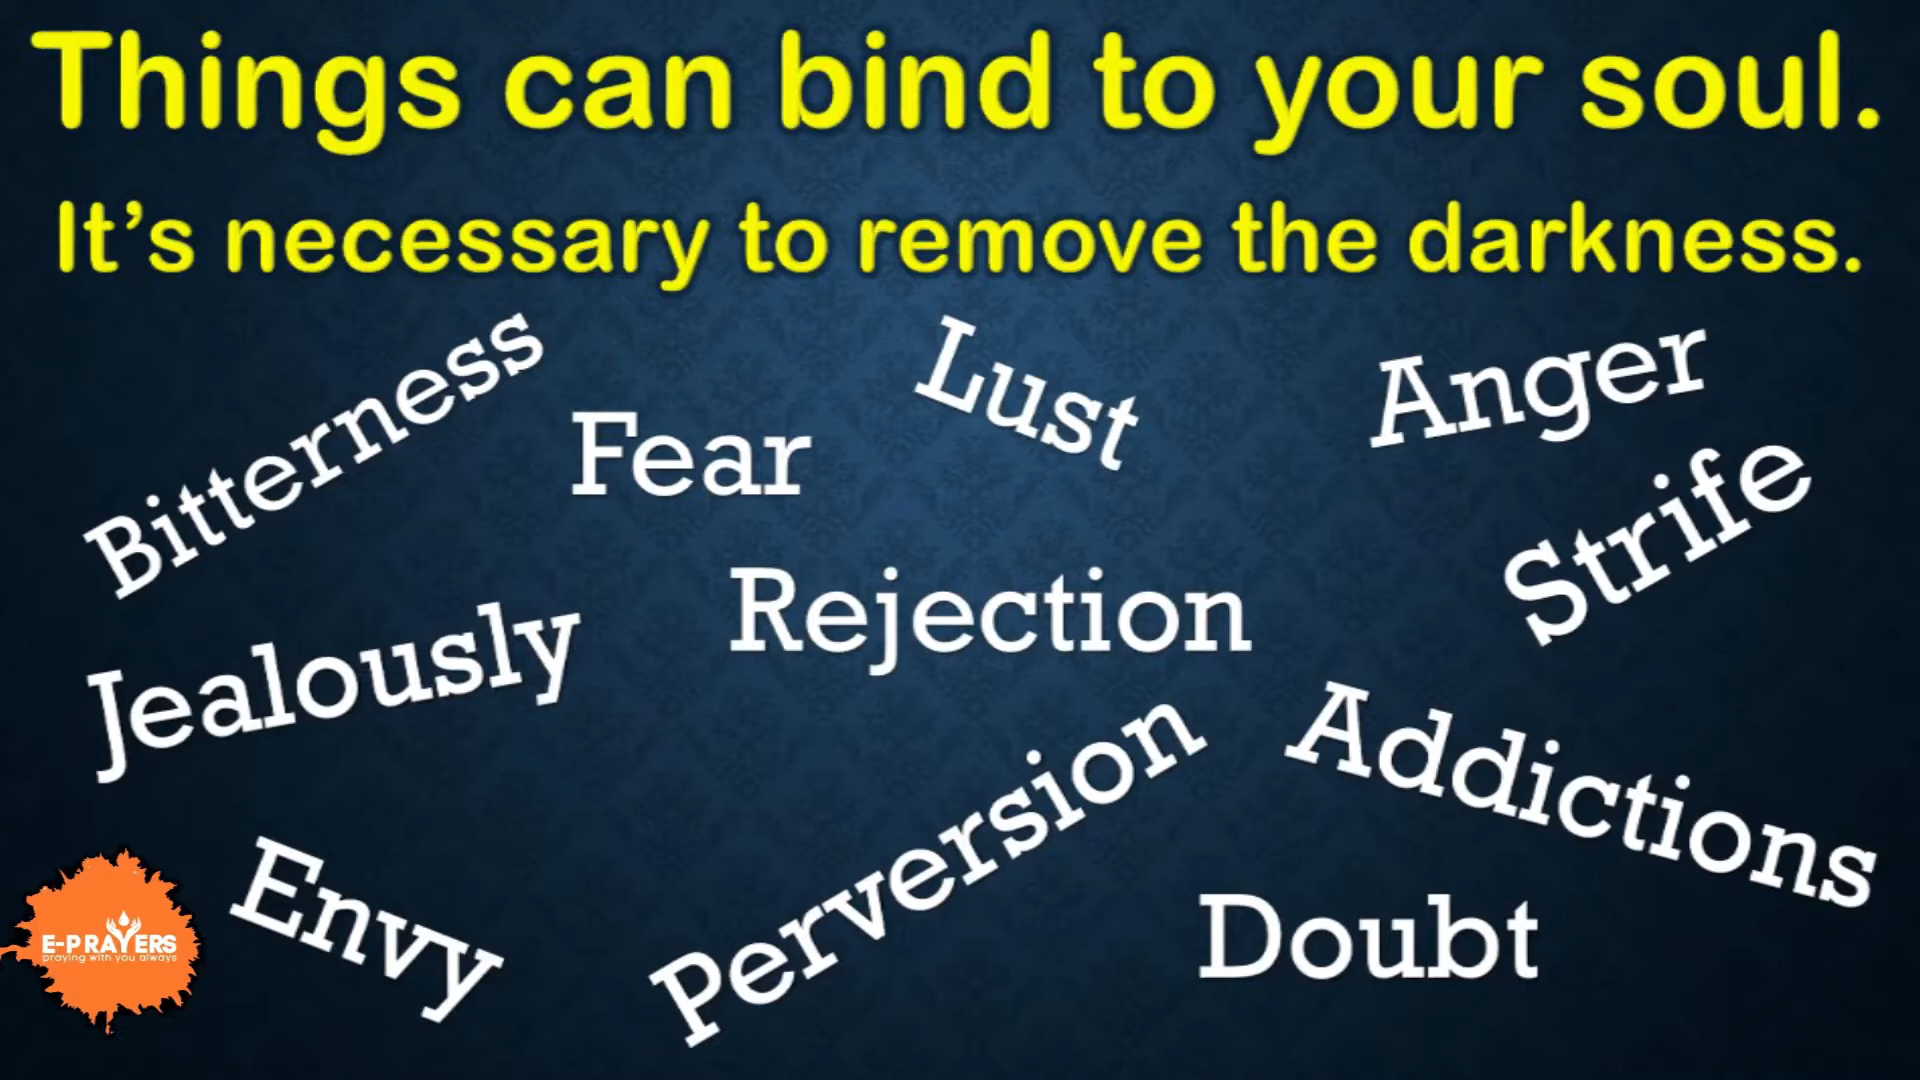 Things can bind to your soul.
It's necessary to remove the darkness.
Bitterness
Fear
Lust
Anger
Strife
Rejection
Jealously
Addictions
Perversion
Envy
Doubt
E-PRAYERS
praying with you always